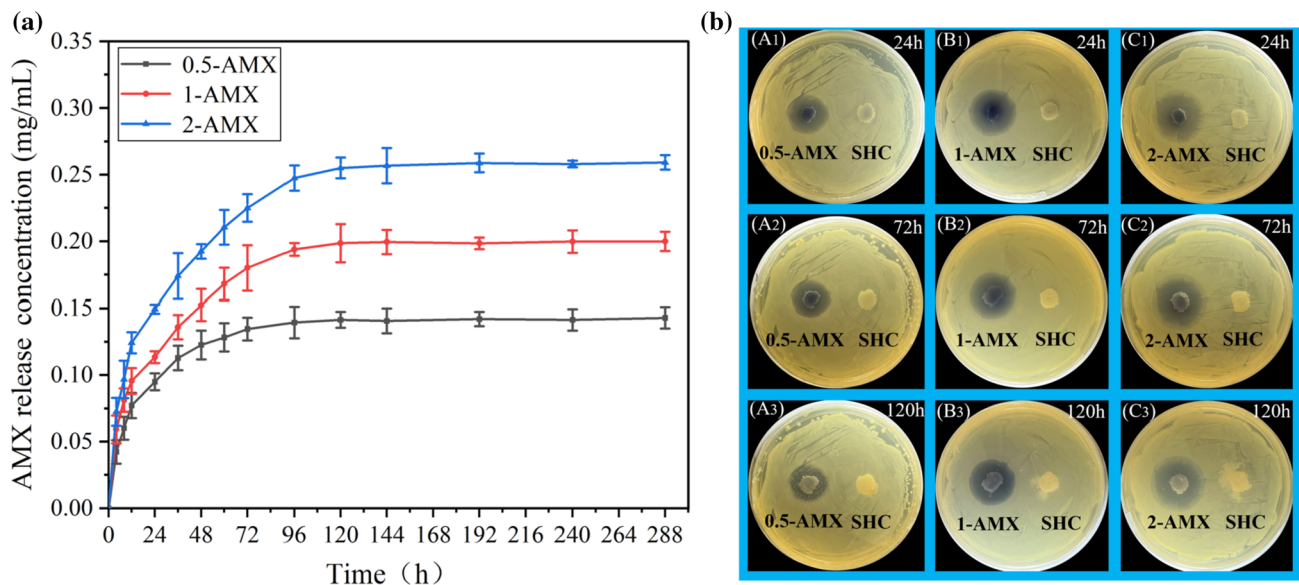 (a)
AMX release concentration (mg/mL)
0.35
0.30
0.25
0.20
0.15
0.10
0.05
0.00
0.5-AMX
1-AMX
2-AMX
0 24 48 72 96 120 144 168 192 216 240 264 288
Time (h)
(b)
(A1) 24h
0.5-AMX SHC
(B1) 24h
1-AMX SHC
(C1) 24h
2-AMX SHC
(A2) 72h
0.5-AMX SHC
(B2) 72h
1-AMX SHC
(C2) 72h
2-AMX SHC
(A3) 120h
0.5-AMX SHC
(B3) 120h
1-AMX SHC
(C3) 120h
2-AMX SHC